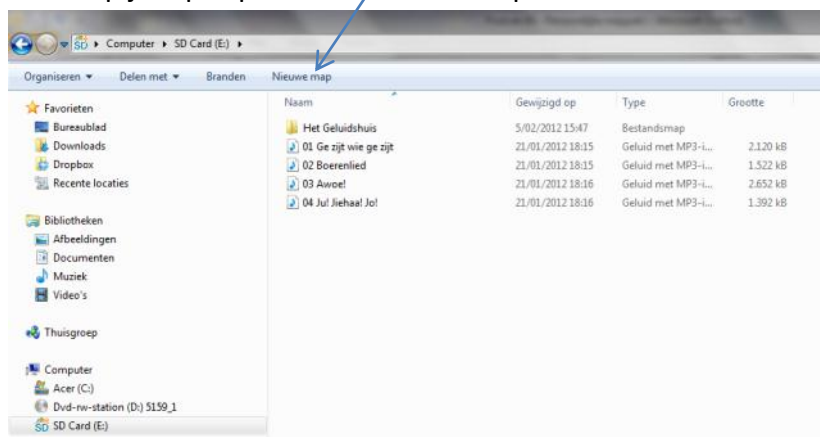 Computer ▸ SD Card (E:) ▸
Organiseren Delen met Branden Nieuwe map
Naam Gewijzigd op Type Grootte
Favorieten
Bureaublad
Downloads
Dropbox
Recente locaties
Bibliotheken
Afbeeldingen
Documenten
Muziek
Video's
Thuisgroep
Computer
Acer (C:)
Dvd-rw-station (D:) 5159_1
SD Card (E:)
Het Geluidshuis 5/02/2012 15:47 Bestandsmap
01 Ge zijt wie ge zijt 21/01/2012 18:15 Geluid met MP3-i... 2.120 kB
02 Boerenlied 21/01/2012 18:15 Geluid met MP3-i... 1.522 kB
03 Awoe! 21/01/2012 18:16 Geluid met MP3-i... 2.652 kB
04 Ju! Jiehaa! Jo! 21/01/2012 18:16 Geluid met MP3-i... 1.392 kB